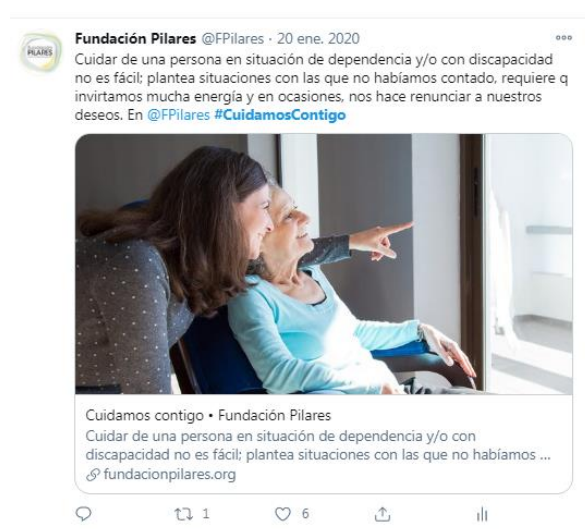 Fundación Pilares @FPilares · 20 ene. 2020
Cuidar de una persona en situación de dependencia y/o con discapacidad
no es fácil; plantea situaciones con las que no habíamos contado, requiere q
invirtamos mucha energía y en ocasiones, nos hace renunciar a nuestros
deseos. En @FPilares #CuidamosContigo
Cuidamos contigo • Fundación Pilares
Cuidar de una persona en situación de dependencia y/o con
discapacidad no es fácil; plantea situaciones con las que no habíamos ...
fundacionpilares.org
1 6